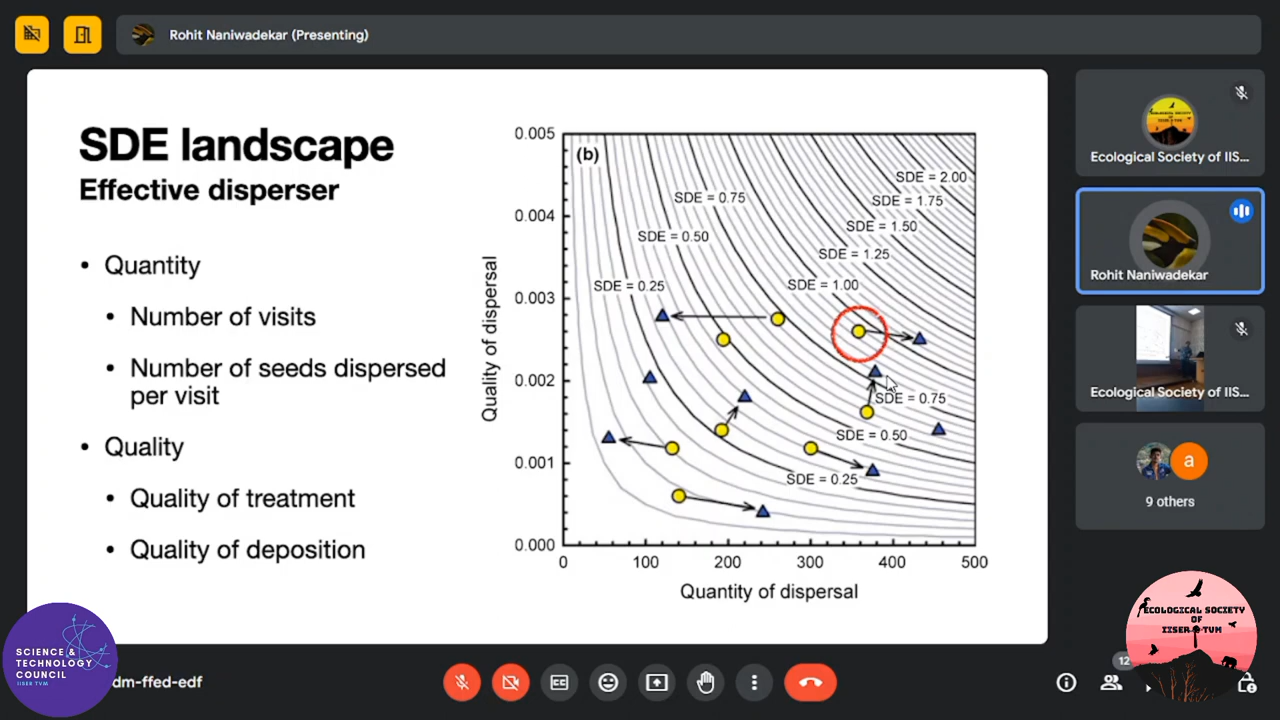 Rohit Naniwadekar (Presenting)
SDE landscape
Effective disperser
• Quantity
• Number of visits
• Number of seeds dispersed
per visit
• Quality
• Quality of treatment
• Quality of deposition
(b)
0.005
0.004
0.003
0.002
0.001
0.000
Quality of dispersal
SDE = 2.00
SDE = 1.75
SDE = 1.50
SDE = 1.25
SDE = 1.00
SDE = 0.75
SDE = 0.50
SDE = 0.25
SDE = 0.75
SDE = 0.50
SDE = 0.25
0 100 200 300 400 500
Quantity of dispersal
Ecological Society of IIS...
Rohit Naniwadekar
Ecological Society of IIS...
a
9 others
ECOLOGICAL SOCIETY
OF
IISER TVM
SCIENCE &
TECHNOLOGY
COUNCIL
IISER TVM
dm-ffed-edf
CC
12